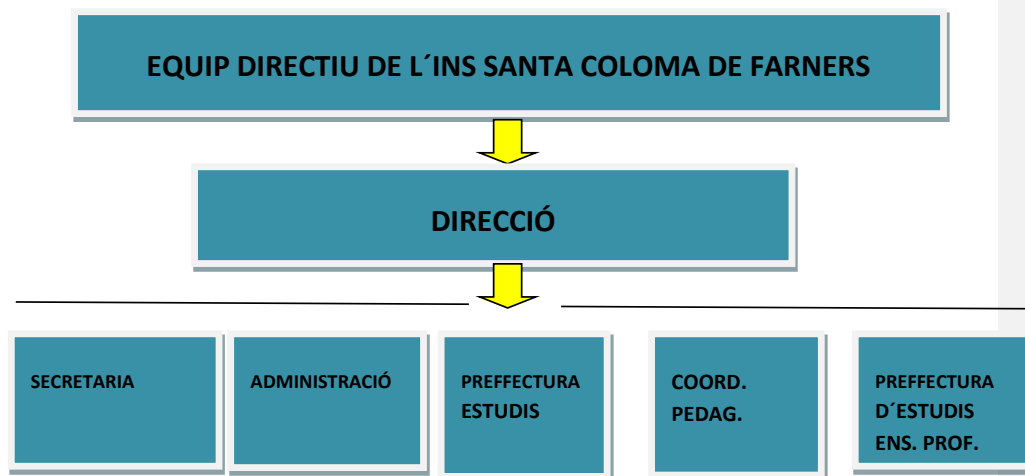 EQUIP DIRECTIU DE L´INS SANTA COLOMA DE FARNERS
DIRECCIÓ
SECRETARIA
ADMINISTRACIÓ
PREFFECTURA
ESTUDIS
COORD.
PEDAG.
PREFFECTURA
D´ESTUDIS
ENS. PROF.